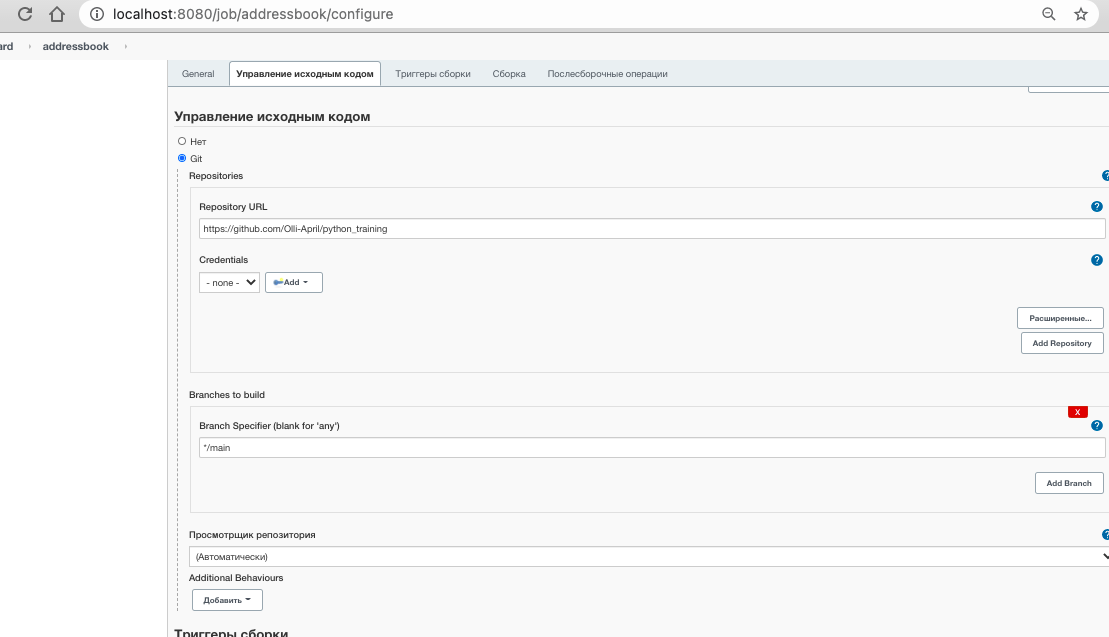 localhost:8080/job/addressbook/configure
ard › addressbook ›
General Управление исходным кодом Триггеры сборки Сборка Послесборочные операции
Управление исходным кодом
Нет
Git
Repositories
?
Repository URL
?
https://github.com/Olli-April/python_training
Credentials
?
- none -
Add
Расширенные...
Add Repository
Branches to build
X
Branch Specifier (blank for 'any')
?
*/main
Add Branch
Просмотрщик репозитория
?
(Автоматически)
Additional Behaviours
Добавить
Триггеры сборки